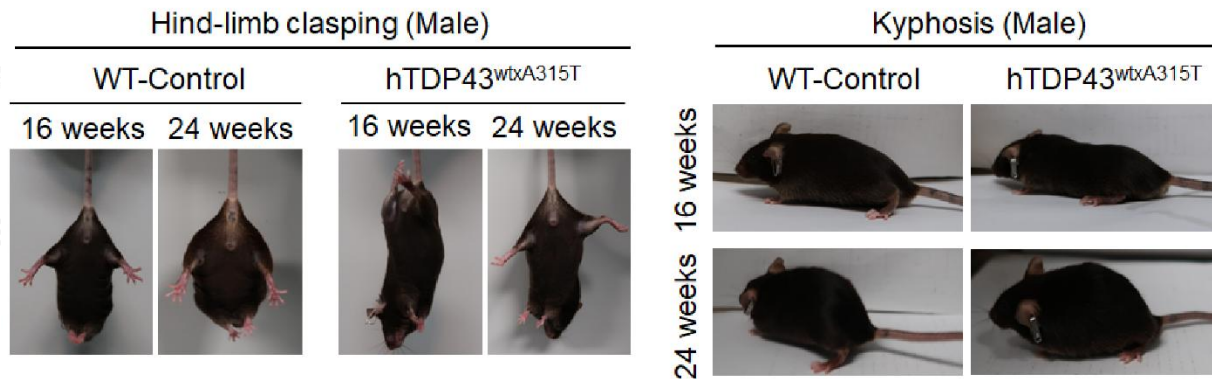 Hind-limb clasping (Male)
WT-Control
hTDP43wtxA315T
16 weeks
24 weeks
16 weeks
24 weeks
Kyphosis (Male)
WT-Control
hTDP43wtxA315T
16 weeks
24 weeks